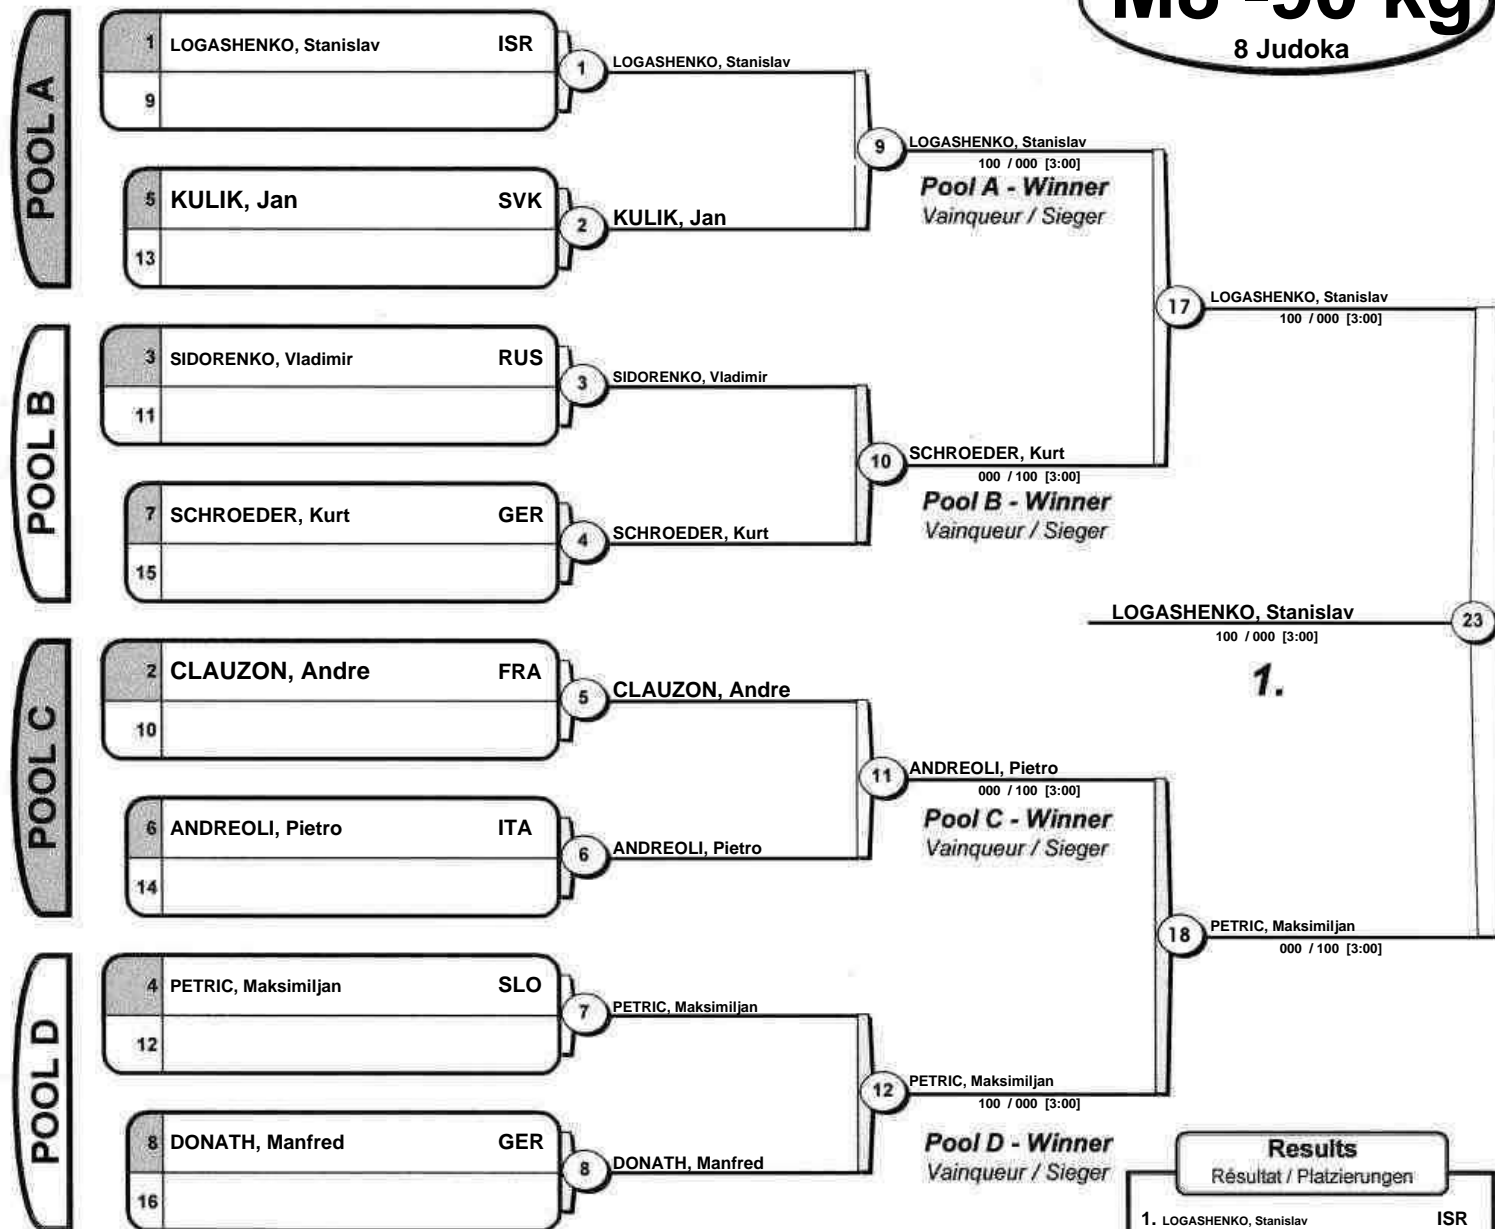 M8 -90 kg
8 Judoka
POOL A
1 LOGASHENKO, Stanislav ISR
9
1 LOGASHENKO, Stanislav
5 KULIK, Jan SVK
13
2 KULIK, Jan
9 LOGASHENKO, Stanislav
100 / 000 [3:00]
Pool A - Winner
Vainqueur / Sieger
POOL B
3 SIDORENKO, Vladimir RUS
11
3 SIDORENKO, Vladimir
7 SCHROEDER, Kurt GER
15
4 SCHROEDER, Kurt
10 SCHROEDER, Kurt
000 / 100 [3:00]
Pool B - Winner
Vainqueur / Sieger
17 LOGASHENKO, Stanislav
100 / 000 [3:00]
LOGASHENKO, Stanislav 23
100 / 000 [3:00]
1.
POOL C
2 CLAUZON, Andre FRA
10
5 CLAUZON, Andre
6 ANDREOLI, Pietro ITA
14
6 ANDREOLI, Pietro
11 ANDREOLI, Pietro
000 / 100 [3:00]
Pool C - Winner
Vainqueur / Sieger
18 PETRIC, Maksimiljan
000 / 100 [3:00]
POOL D
4 PETRIC, Maksimiljan SLO
12
7 PETRIC, Maksimiljan
8 DONATH, Manfred GER
16
8 DONATH, Manfred
12 PETRIC, Maksimiljan
100 / 000 [3:00]
Pool D - Winner
Vainqueur / Sieger
Results
Résultat / Platzierungen
1. LOGASHENKO, Stanislav ISR